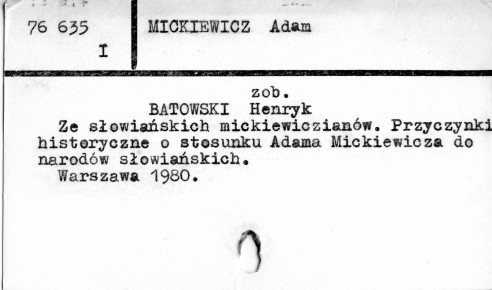 76 635
I
MICKIEWICZ Adam
zob.
BATOWSKI Henryk
Ze słowiańskich mickiewiczianów. Przyczynki
historyczne o stosunku Adama Mickiewicza do
narodów słowiańskich.
Warszawa 1980.